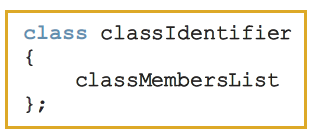 class classIdentifier
{
    classMembersList
};